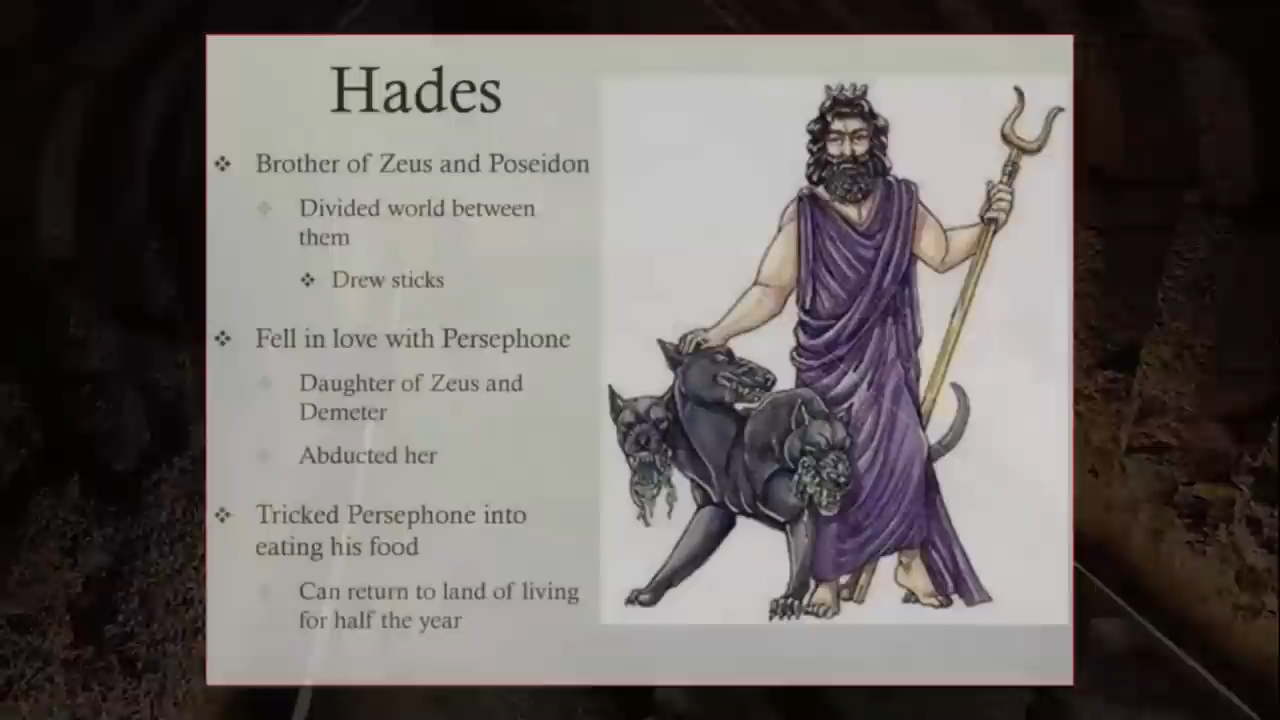 Hades
Brother of Zeus and Poseidon
Divided world between
them
Drew sticks
Fell in love with Persephone
Daughter of Zeus and
Demeter
Abducted her
Tricked Persephone into
eating his food
Can return to land of living
for half the year